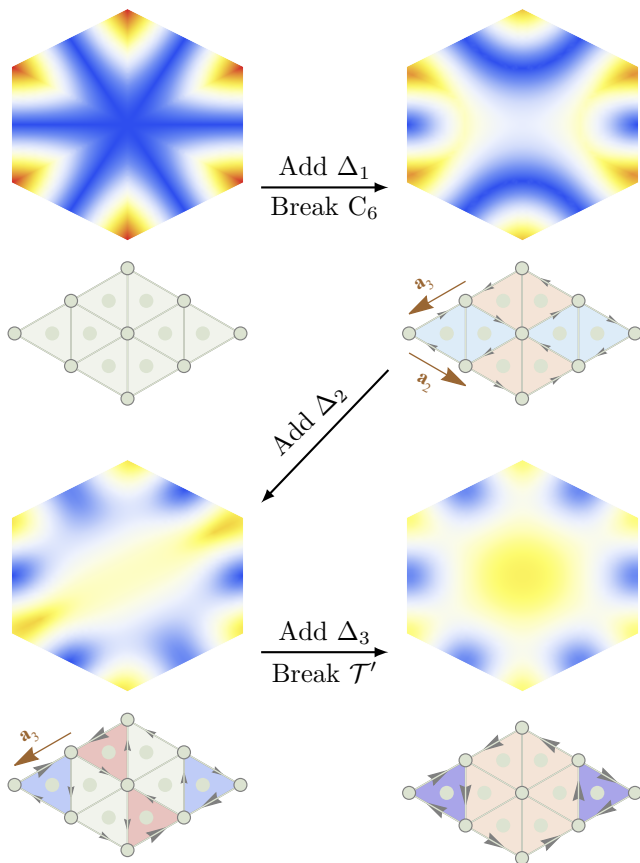 Add Δ₁
Break C₆
a₃
a₂
Add Δ₂
Add Δ₃
Break 𝒯′
a₃